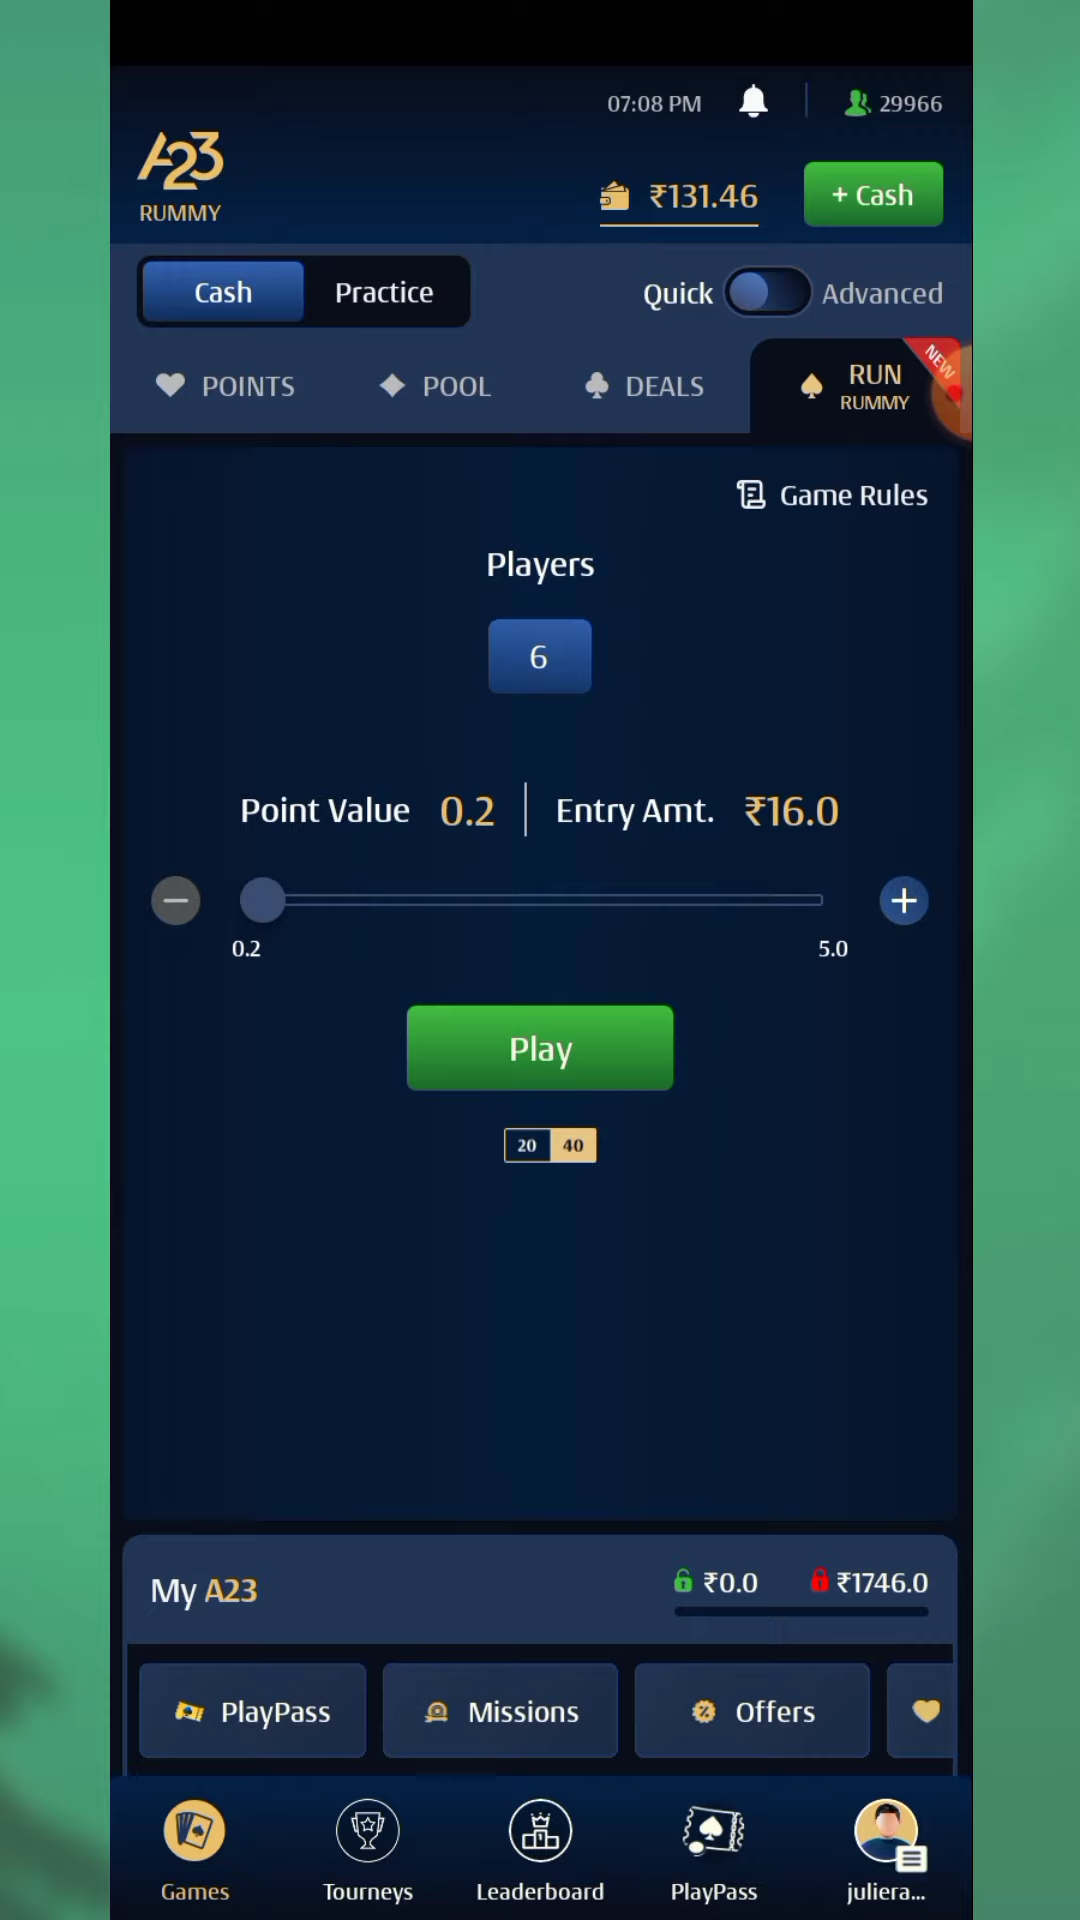 07:08 PM
29966
A23
RUMMY
₹131.46
+ Cash
Cash
Practice
Quick
Advanced
POINTS
POOL
DEALS
RUN
RUMMY
NEW
Game Rules
Players
6
Point Value 0.2
Entry Amt. ₹16.0
0.2
5.0
Play
20 40
My A23
₹0.0
₹1746.0
PlayPass
Missions
Offers
Games
Tourneys
Leaderboard
PlayPass
juliera...